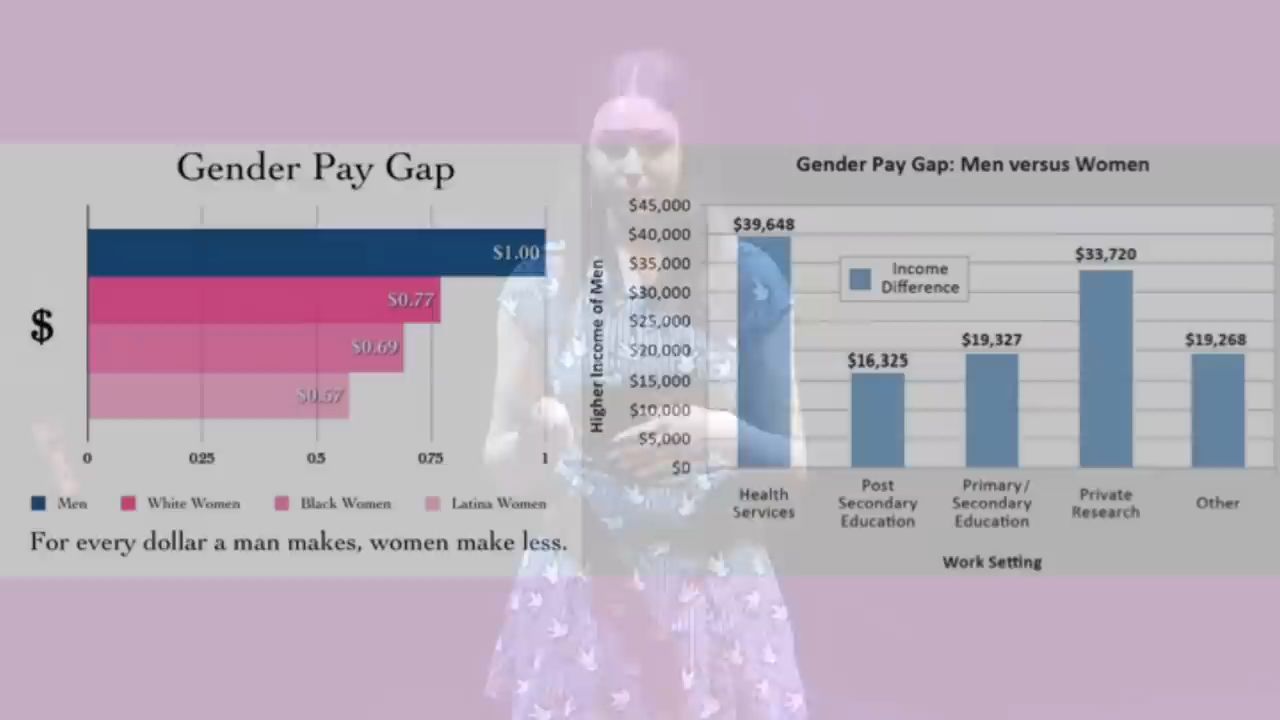 Gender Pay Gap
$1.00
$0.77
$0.69
$0.57
$
0 0.25 0.5 0.75 1
Men White Women Black Women Latina Women
For every dollar a man makes, women make less.
Gender Pay Gap: Men versus Women
Higher Income of Men
$45,000
$40,000
$35,000
$30,000
$25,000
$20,000
$15,000
$10,000
$5,000
$0
$39,648
$16,325
$19,327
$33,720
$19,268
Income
Difference
Health
Services
Post
Secondary
Education
Primary/
Secondary
Education
Private
Research
Other
Work Setting